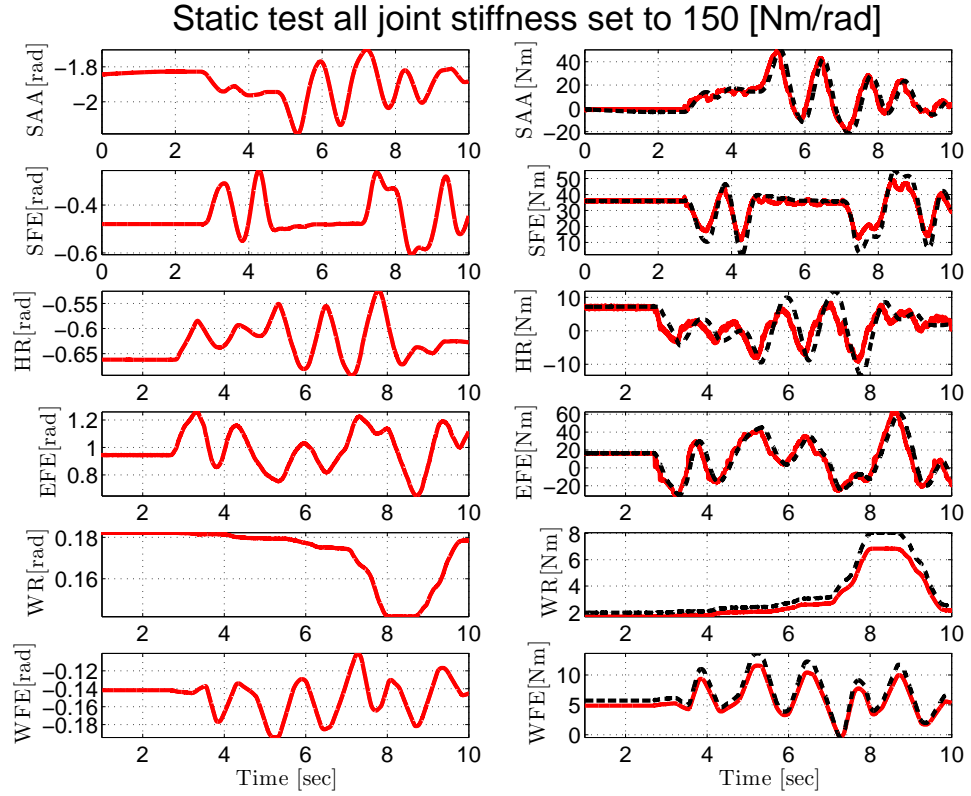 Static test all joint stiffness set to 150 [Nm/rad]
SAA[rad]
−1.8
−2
0 2 4 6 8 10
SAA[Nm]
40
20
0
−20
0 2 4 6 8 10
SFE[rad]
−0.4
−0.6
0 2 4 6 8 10
SFE[Nm]
50
40
30
20
10
0 2 4 6 8 10
HR[rad]
−0.55
−0.6
−0.65
2 4 6 8 10
HR[Nm]
10
0
−10
2 4 6 8 10
EFE[rad]
1.2
1
0.8
2 4 6 8 10
EFE[Nm]
60
40
20
0
−20
2 4 6 8 10
WR[rad]
0.18
0.16
2 4 6 8 10
WR[Nm]
8
6
4
2
2 4 6 8 10
WFE[rad]
−0.12
−0.14
−0.16
−0.18
2 4 6 8 10
Time [sec]
WFE[Nm]
10
5
0
2 4 6 8 10
Time [sec]